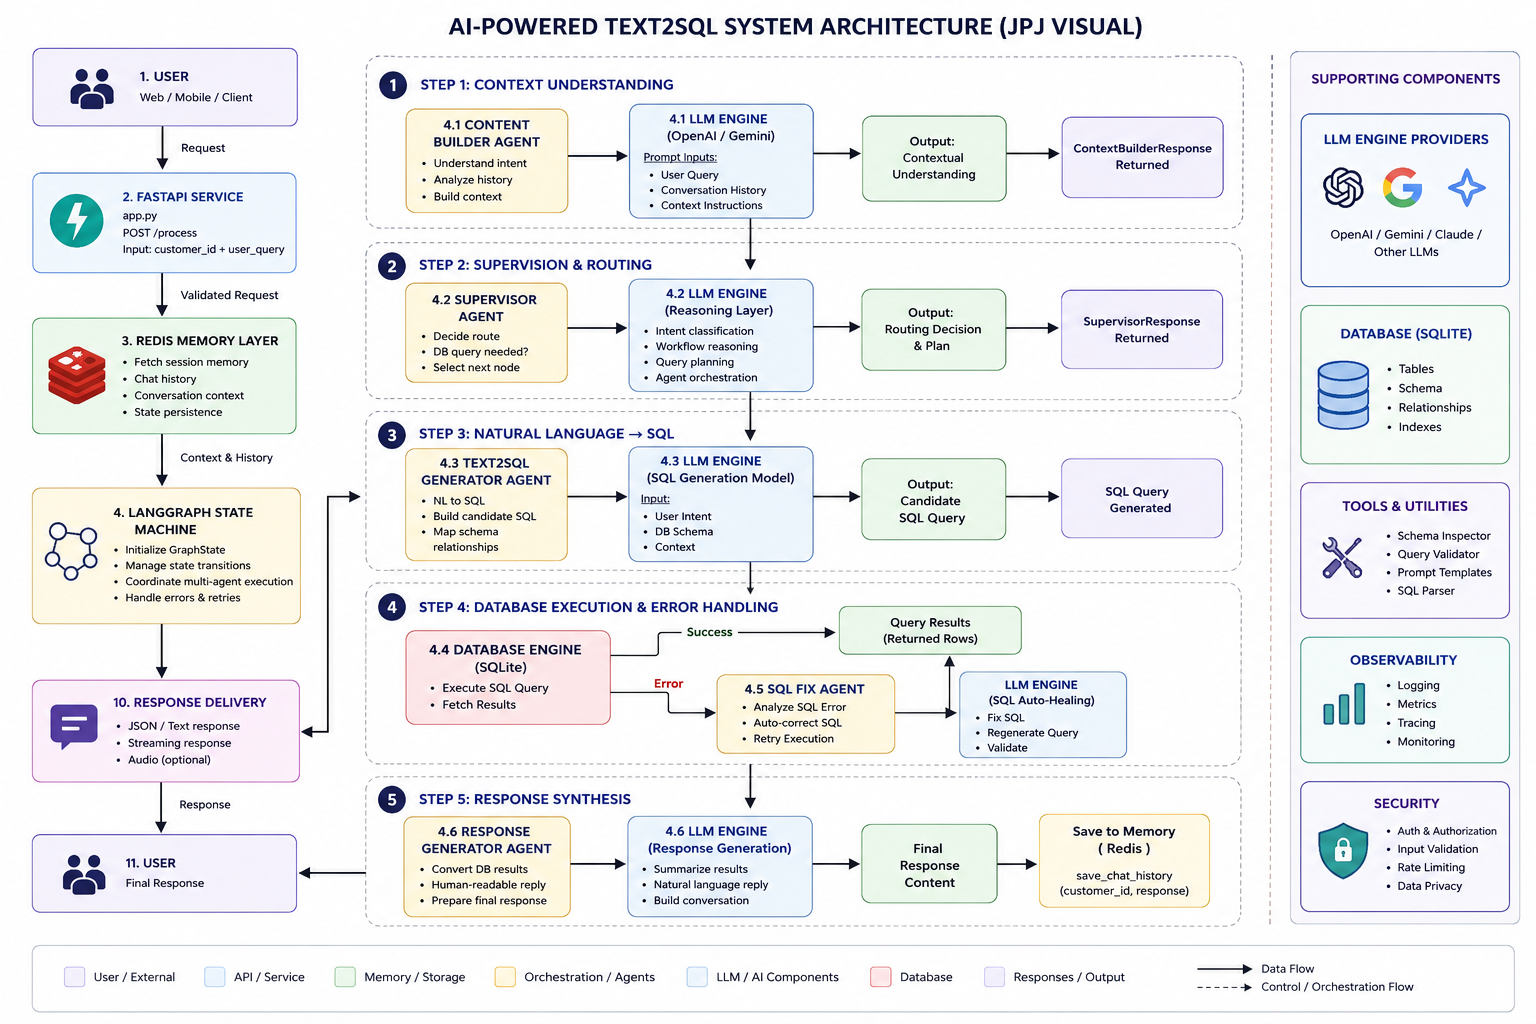 AI-POWERED TEXT2SQL SYSTEM ARCHITECTURE (JPJ VISUAL)
1. USER
Web / Mobile / Client
Request
2. FASTAPI SERVICE
app.py
POST /process
Input: customer_id + user_query
Validated Request
3. REDIS MEMORY LAYER
• Fetch session memory
• Chat history
• Conversation context
• State persistence
Context & History
4. LANGGRAPH STATE
MACHINE
• Initialize GraphState
• Manage state transitions
• Coordinate multi-agent execution
• Handle errors & retries
10. RESPONSE DELIVERY
• JSON / Text response
• Streaming response
• Audio (optional)
Response
11. USER
Final Response
1
STEP 1: CONTEXT UNDERSTANDING
4.1 CONTENT
BUILDER AGENT
• Understand intent
• Analyze history
• Build context
4.1 LLM ENGINE
(OpenAI / Gemini)
Prompt Inputs:
• User Query
• Conversation History
• Context Instructions
Output:
Contextual
Understanding
ContextBuilderResponse
Returned
2
STEP 2: SUPERVISION & ROUTING
4.2 SUPERVISOR
AGENT
• Decide route
• DB query needed?
• Select next node
4.2 LLM ENGINE
(Reasoning Layer)
• Intent classification
• Workflow reasoning
• Query planning
• Agent orchestration
Output:
Routing Decision
& Plan
SupervisorResponse
Returned
3
STEP 3: NATURAL LANGUAGE → SQL
4.3 TEXT2SQL
GENERATOR AGENT
• NL to SQL
• Build candidate SQL
• Map schema
relationships
4.3 LLM ENGINE
(SQL Generation Model)
Input:
• User Intent
• DB Schema
• Context
Output:
Candidate
SQL Query
SQL Query
Generated
4
STEP 4: DATABASE EXECUTION & ERROR HANDLING
4.4 DATABASE ENGINE
(SQLite)
• Execute SQL Query
• Fetch Results
Success
Error
Query Results
(Returned Rows)
4.5 SQL FIX AGENT
• Analyze SQL Error
• Auto-correct SQL
• Retry Execution
LLM ENGINE
(SQL Auto-Healing)
• Fix SQL
• Regenerate Query
• Validate
5
STEP 5: RESPONSE SYNTHESIS
4.6 RESPONSE
GENERATOR AGENT
• Convert DB results
• Human-readable reply
• Prepare final response
4.6 LLM ENGINE
(Response Generation)
• Summarize results
• Natural language reply
• Build conversation
Final
Response
Content
Save to Memory
( Redis )
save_chat_history
(customer_id, response)
SUPPORTING COMPONENTS
LLM ENGINE PROVIDERS
OpenAI / Gemini / Claude /
Other LLMs
DATABASE (SQLITE)
• Tables
• Schema
• Relationships
• Indexes
TOOLS & UTILITIES
• Schema Inspector
• Query Validator
• Prompt Templates
• SQL Parser
OBSERVABILITY
• Logging
• Metrics
• Tracing
• Monitoring
SECURITY
• Auth & Authorization
• Input Validation
• Rate Limiting
• Data Privacy
User / External
API / Service
Memory / Storage
Orchestration / Agents
LLM / AI Components
Database
Responses / Output
Data Flow
Control / Orchestration Flow